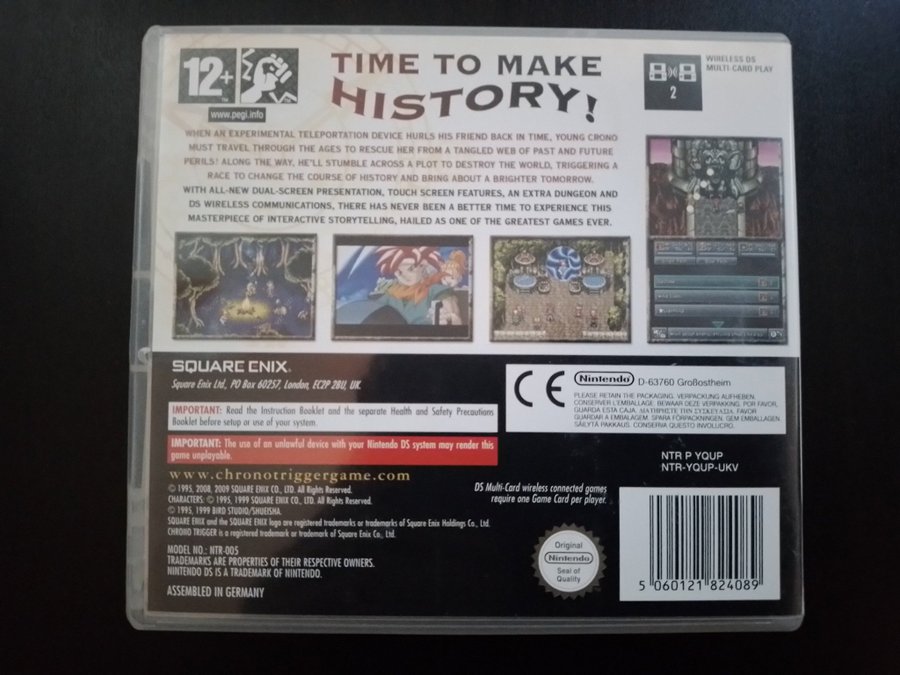 12+
www.pegi.info
TIME TO MAKE
HISTORY!
WIRELESS DS
MULTI-CARD PLAY
2
WHEN AN EXPERIMENTAL TELEPORTATION DEVICE HURLS HIS FRIEND BACK IN TIME, YOUNG CRONO
MUST TRAVEL THROUGH THE AGES TO RESCUE HER FROM A TANGLED WEB OF PAST AND FUTURE
PERILS! ALONG THE WAY, HE'LL STUMBLE ACROSS A PLOT TO DESTROY THE WORLD, TRIGGERING A
RACE TO CHANGE THE COURSE OF HISTORY AND BRING ABOUT A BRIGHTER TOMORROW.
WITH ALL-NEW DUAL-SCREEN PRESENTATION, TOUCH SCREEN FEATURES, AN EXTRA DUNGEON AND
DS WIRELESS COMMUNICATIONS, THERE HAS NEVER BEEN A BETTER TIME TO EXPERIENCE THIS
MASTERPIECE OF INTERACTIVE STORYTELLING, HAILED AS ONE OF THE GREATEST GAMES EVER.
SQUARE ENIX.
Square Enix Ltd, PO Box 60257, London, EC2P 2BU, UK.
IMPORTANT: Read the Instruction Booklet and the separate Health and Safety Precautions
Booklet before setup or use of your system.
IMPORTANT: The use of an unlawful device with your Nintendo DS system may render this
game unplayable.
www.chronotriggergame.com
© 1995, 2008, 2009 SQUARE ENIX CO., LTD. All Rights Reserved.
CHARACTERS: © 1995, 1999 SQUARE ENIX CO., LTD. All Rights Reserved.
© 1995, 1999 BIRD STUDIO/SHUEISHA.
SQUARE ENIX and the SQUARE ENIX logo are registered trademarks or trademarks of Square Enix Holdings Co., Ltd.
CHRONO TRIGGER is a registered trademark or trademark of Square Enix Co., Ltd.
MODEL NO.: NTR-005
TRADEMARKS ARE PROPERTIES OF THEIR RESPECTIVE OWNERS.
NINTENDO DS IS A TRADEMARK OF NINTENDO.
ASSEMBLED IN GERMANY
CE Nintendo D-63760 Großostheim
PLEASE RETAIN THE PACKAGING. VERPACKUNG AUFHEBEN.
CONSERVER L'EMBALLAGE. BEWAAR DEZE VERPAKKING. POR FAVOR,
GUARDA ESTA CAJA. ΔΙΑΤΗΡΗΣΤΕ ΤΗΝ ΣΥΣΚΕΥΑΣΙΑ. FAVOR
GUARDAR A EMBALAGEM. SPARA FÖRPACKNINGEN. GEM EMBALLAGEN.
SÄILYTÄ PAKKAUS. CONSERVA QUESTO INVOLUCRO.
NTR P YQUP
NTR-YQUP-UKV
DS Multi-Card wireless connected games
require one Game Card per player.
Original
Nintendo
Seal of
Quality
5 060121 824089